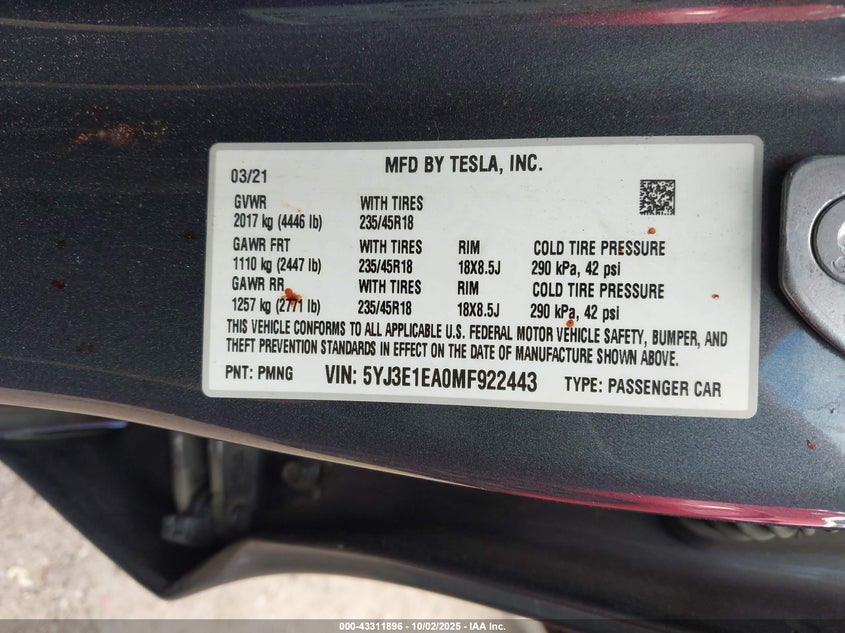 MFD BY TESLA, INC.
03/21
GVWR WITH TIRES
2017 kg (4446 lb) 235/45R18
GAWR FRT WITH TIRES RIM COLD TIRE PRESSURE
1110 kg (2447 lb) 235/45R18 18X8.5J 290 kPa, 42 psi
GAWR RR WITH TIRES RIM COLD TIRE PRESSURE
1257 kg (2771 lb) 235/45R18 18X8.5J 290 kPa, 42 psi
THIS VEHICLE CONFORMS TO ALL APPLICABLE U.S. FEDERAL MOTOR VEHICLE SAFETY, BUMPER, AND
THEFT PREVENTION STANDARDS IN EFFECT ON THE DATE OF MANUFACTURE SHOWN ABOVE.
PNT: PMNG VIN: 5YJ3E1EA0MF922443 TYPE: PASSENGER CAR
000-43311896 - 10/02/2025 - IAA Inc.